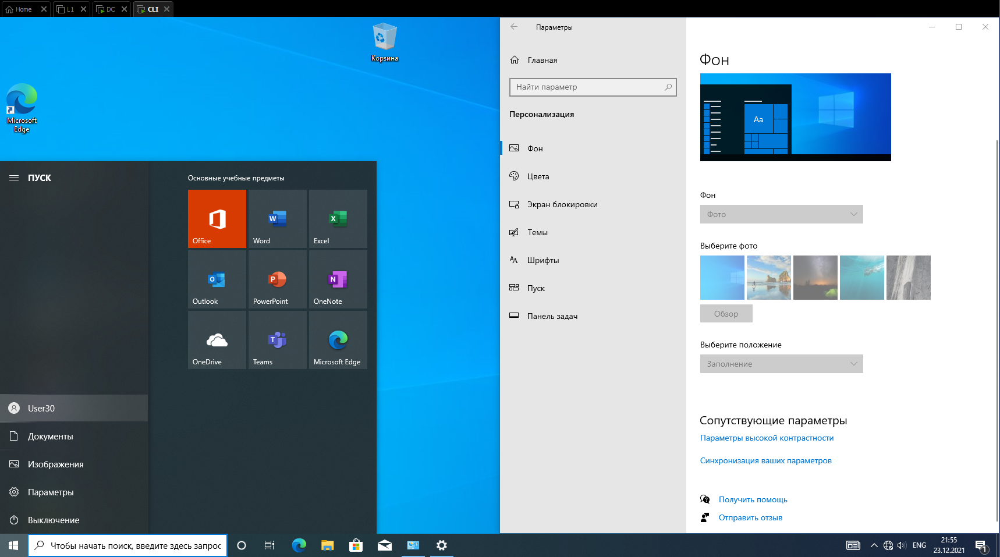 Home
L1
DC
CLI
Корзина
Microsoft
Edge
ПУСК
Основные учебные предметы
Office
Word
Excel
Outlook
PowerPoint
OneNote
OneDrive
Teams
Microsoft Edge
User30
Документы
Изображения
Параметры
Выключение
Параметры
Главная
Найти параметр
Персонализация
Фон
Цвета
Экран блокировки
Темы
Шрифты
Пуск
Панель задач
Фон
Aa
Фон
Фото
Выберите фото
Обзор
Выберите положение
Заполнение
Сопутствующие параметры
Параметры высокой контрастности
Синхронизация ваших параметров
Получить помощь
Отправить отзыв
Чтобы начать поиск, введите здесь запрос
ENG
21:55
23.12.2021
1